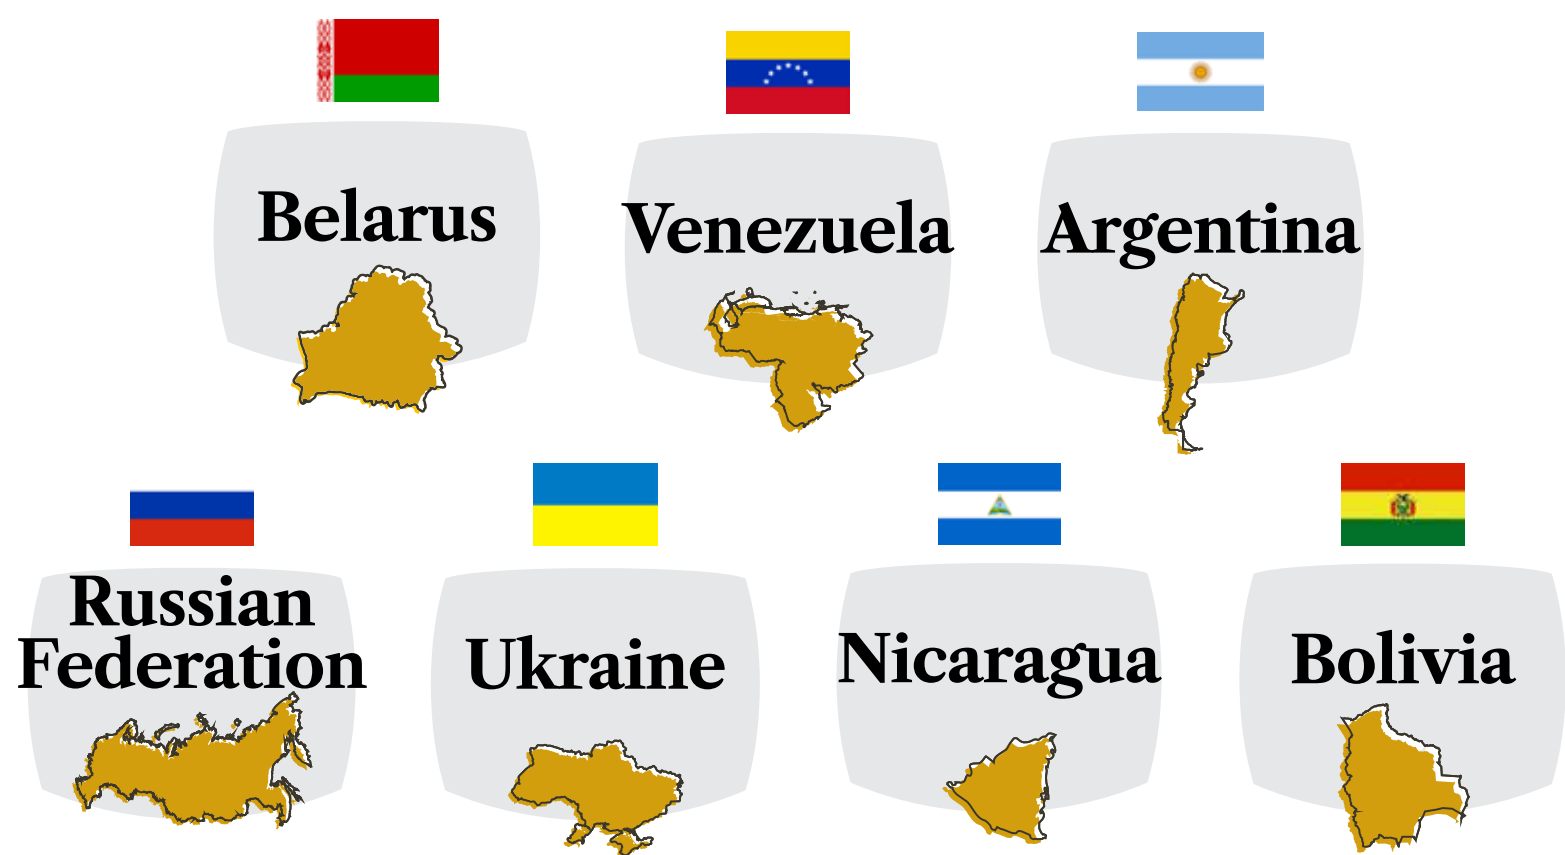 Belarus
Venezuela
Argentina
Russian
Federation
Ukraine
Nicaragua
Bolivia